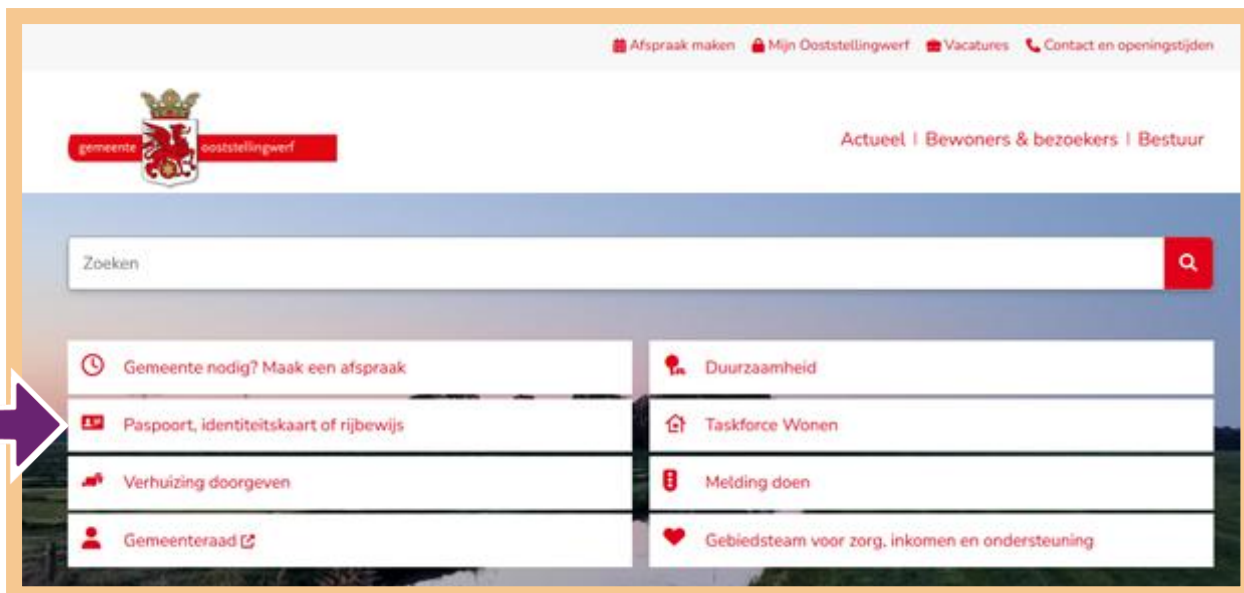 Afspraak maken Mijn Ooststellingwerf Vacatures Contact en openingstijden
gemeente ooststellingwerf
Actueel | Bewoners & bezoekers | Bestuur
Zoeken
Gemeente nodig? Maak een afspraak
Duurzaamheid
Paspoort, identiteitskaart of rijbewijs
Taskforce Wonen
Verhuizing doorgeven
Melding doen
Gemeenteraad
Gebiedsteam voor zorg, inkomen en ondersteuning